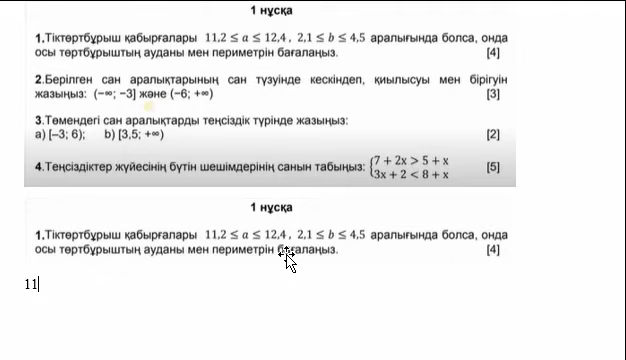 1 нұсқа
1.Тіктөртбұрыш қабырғалары 11,2 ≤ a ≤ 12,4 , 2,1 ≤ b ≤ 4,5 аралығында болса, онда
осы төртбұрыштың ауданы мен периметрін бағалаңыз. [4]
2.Берілген сан аралықтарының сан түзуінде кескіндеп, қиылысуы мен бірігуін
жазыңыз: (−∞; −3] және (−6; +∞) [3]
3.Төмендегі сан аралықтарды теңсіздік түрінде жазыңыз:
a) [–3; 6); b) [3,5; +∞) [2]
4.Теңсіздіктер жүйесінің бүтін шешімдерінің санын табыңыз: {7 + 2x > 5 + x [5]
3x + 2 < 8 + x
1 нұсқа
1.Тіктөртбұрыш қабырғалары 11,2 ≤ a ≤ 12,4 , 2,1 ≤ b ≤ 4,5 аралығында болса, онда
осы төртбұрыштың ауданы мен периметрін бағалаңыз. [4]
11